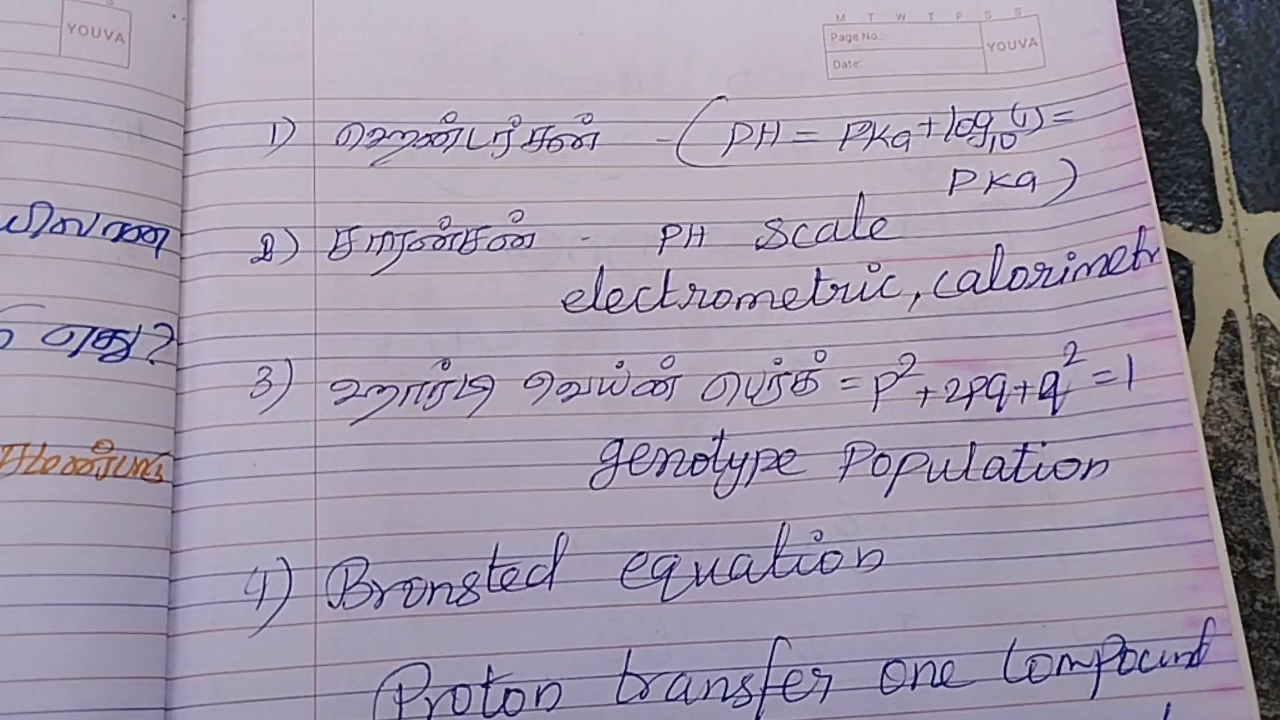 YOUVA
M T W T F S S
Page No.
Date:
YOUVA
1) ஹெண்டர்சன் - ( PH = PKa + log10 (1) =
PKa )
2) சாரன்சன் - PH Scale
electrometric, calorimetr
3) ஹார்டி வெய்ன் பெர்க் = p² + 2pq + q² = 1
genotype Population
எது?
4) Bronsted equation
Proton transfer one compound